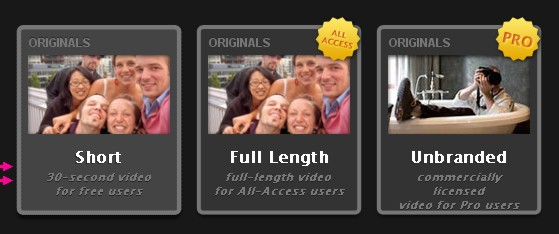 ORIGINALS
Short
30-second video
for free users
ORIGINALS
ALL
ACCESS
Full Length
full-length video
for All-Access users
ORIGINALS
PRO
Unbranded
commercially
licensed
video for Pro users